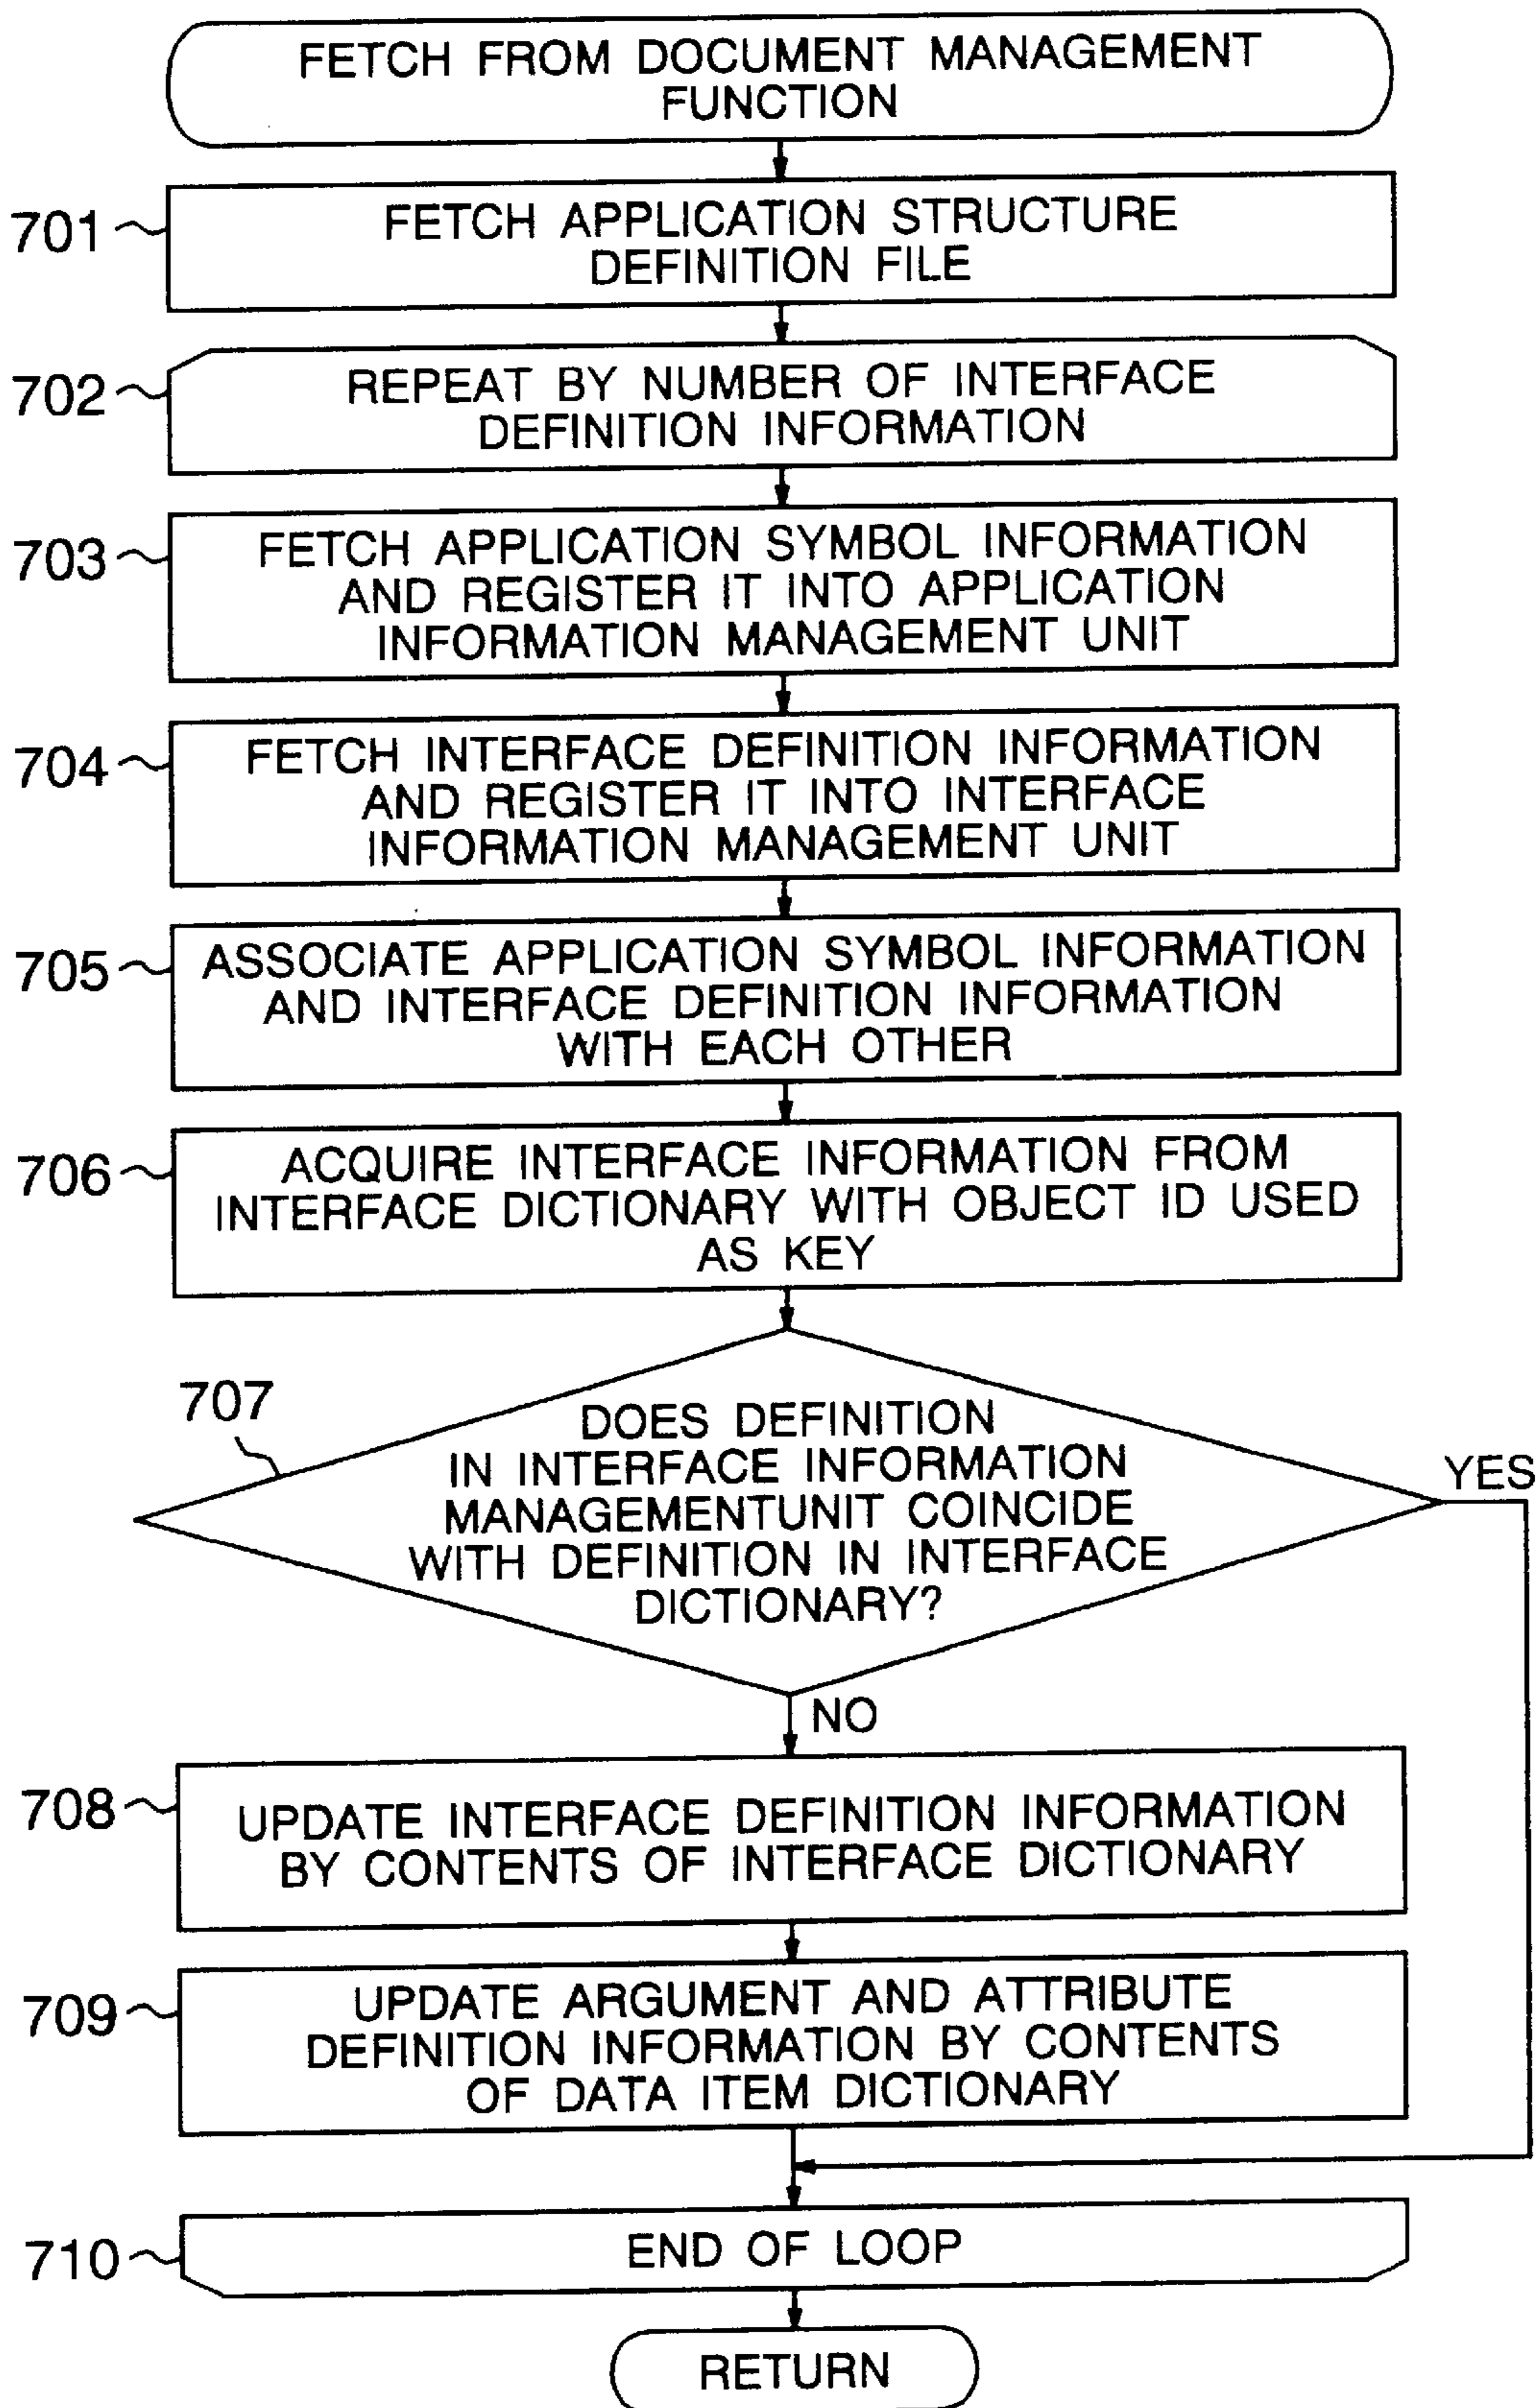 FETCH FROM DOCUMENT MANAGEMENT
FUNCTION
701
FETCH APPLICATION STRUCTURE
DEFINITION FILE
702
REPEAT BY NUMBER OF INTERFACE
DEFINITION INFORMATION
703
FETCH APPLICATION SYMBOL INFORMATION
AND REGISTER IT INTO APPLICATION
INFORMATION MANAGEMENT UNIT
704
FETCH INTERFACE DEFINITION INFORMATION
AND REGISTER IT INTO INTERFACE
INFORMATION MANAGEMENT UNIT
705
ASSOCIATE APPLICATION SYMBOL INFORMATION
AND INTERFACE DEFINITION INFORMATION
WITH EACH OTHER
706
ACQUIRE INTERFACE INFORMATION FROM
INTERFACE DICTIONARY WITH OBJECT ID USED
AS KEY
707
DOES DEFINITION
IN INTERFACE INFORMATION
MANAGEMENTUNIT COINCIDE
WITH DEFINITION IN INTERFACE
DICTIONARY?
YES
NO
708
UPDATE INTERFACE DEFINITION INFORMATION
BY CONTENTS OF INTERFACE DICTIONARY
709
UPDATE ARGUMENT AND ATTRIBUTE
DEFINITION INFORMATION BY CONTENTS
OF DATA ITEM DICTIONARY
710
END OF LOOP
RETURN